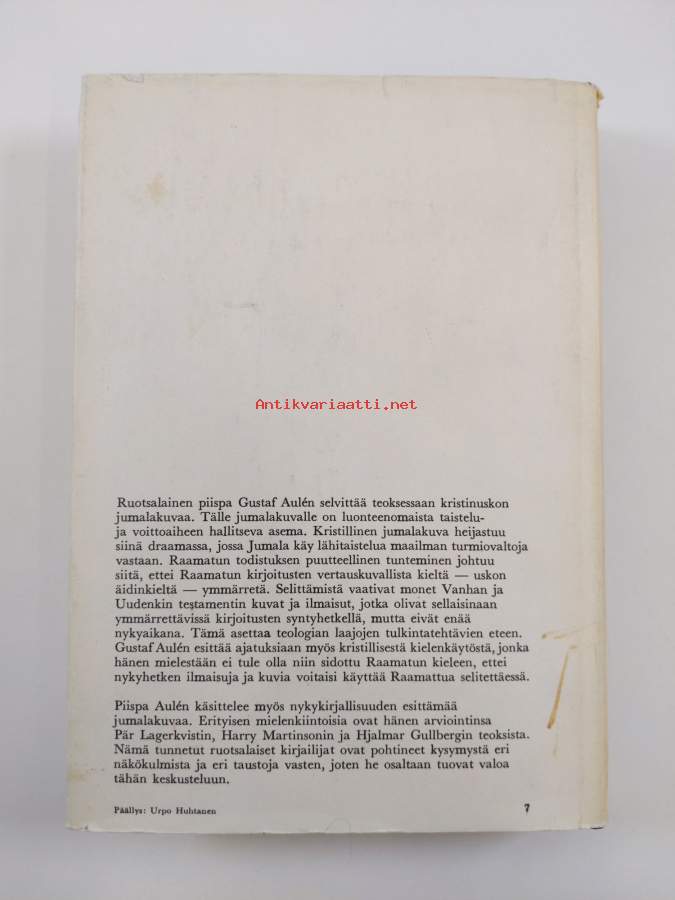 Antikvariaatti.net
Ruotsalainen piispa Gustaf Aulén selvittää teoksessaan kristinuskon
jumalakuvaa. Tälle jumalakuvalle on luonteenomaista taistelu-
ja voittoaiheen hallitseva asema. Kristillinen jumalakuva heijastuu
siinä draamassa, jossa Jumala käy lähitaistelua maailman turmiovaltoja
vastaan. Raamatun todistuksen puutteellinen tunteminen johtuu
siitä, ettei Raamatun kirjoitusten vertauskuvallista kieltä — uskon
äidinkieltä — ymmärretä. Selittämistä vaativat monet Vanhan ja
Uudenkin testamentin kuvat ja ilmaisut, jotka olivat sellaisinaan
ymmärrettävissä kirjoitusten syntyhetkellä, mutta eivät enää
nykyaikana. Tämä asettaa teologian laajojen tulkintatehtävien eteen.
Gustaf Aulén esittää ajatuksiaan myös kristillisestä kielenkäytöstä, jonka
hänen mielestään ei tule olla niin sidottu Raamatun kieleen, ettei
nykyhetken ilmaisuja ja kuvia voitaisi käyttää Raamattua selitettäessä.
Piispa Aulén käsittelee myös nykykirjallisuuden esittämää
jumalakuvaa. Erityisen mielenkiintoisia ovat hänen arviointinsa
Pär Lagerkvistin, Harry Martinsonin ja Hjalmar Gullbergin teoksista.
Nämä tunnetut ruotsalaiset kirjailijat ovat pohtineet kysymystä eri
näkökulmista ja eri taustoja vasten, joten he osaltaan tuovat valoa
tähän keskusteluun.
Päällys: Urpo Huhtanen
7